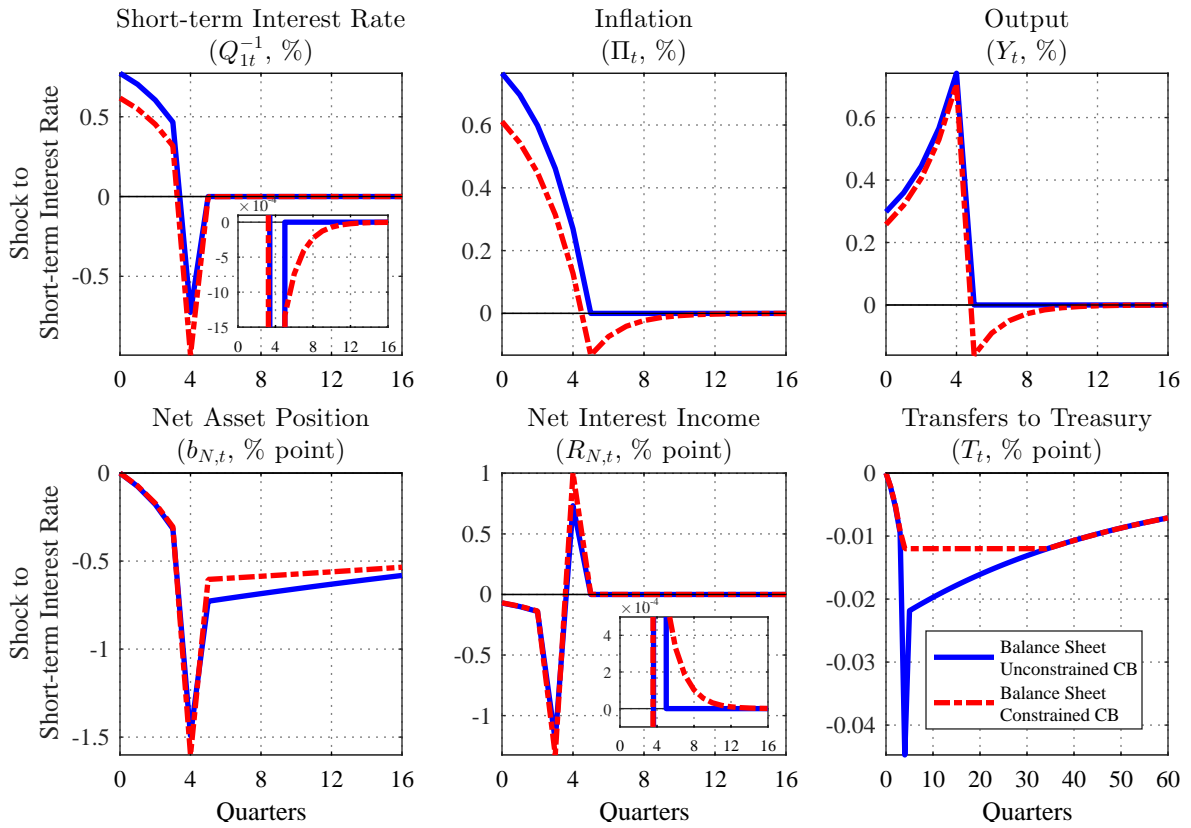 Short-term Interest Rate
(Q_{1t}^{-1}, %)
Shock to
Short-term Interest Rate
0.5
0
-0.5
0 4 8 12 16
×10^{-4}
0
-5
-10
-15
0 4 8 12 16
Inflation
(Π_t, %)
0.6
0.4
0.2
0
0 4 8 12 16
Output
(Y_t, %)
0.6
0.4
0.2
0
0 4 8 12 16
Net Asset Position
(b_{N,t}, % point)
Shock to
Short-term Interest Rate
0
-0.5
-1
-1.5
0 4 8 12 16
Quarters
Net Interest Income
(R_{N,t}, % point)
1
0
-1
0 4 8 12 16
Quarters
×10^{-4}
4
2
0
0 4 8 12 16
Transfers to Treasury
(T_t, % point)
0
-0.01
-0.02
-0.03
-0.04
0 10 20 30 40 50 60
Quarters
Balance Sheet
Unconstrained CB
Balance Sheet
Constrained CB